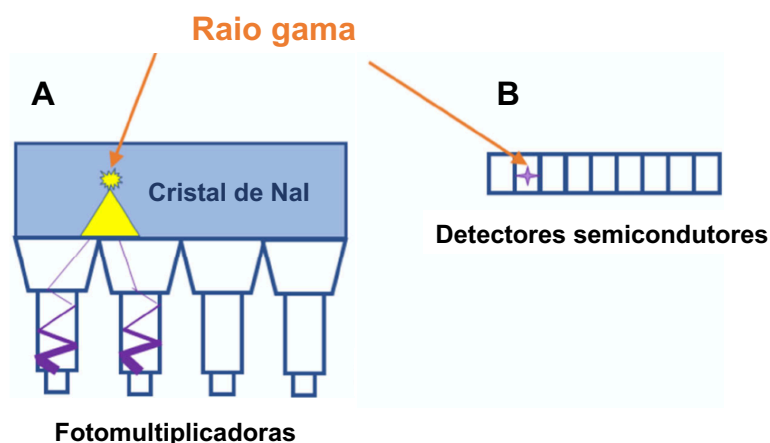 Raio gama
A
B
Cristal de NaI
Detectores semicondutores
Fotomultiplicadoras